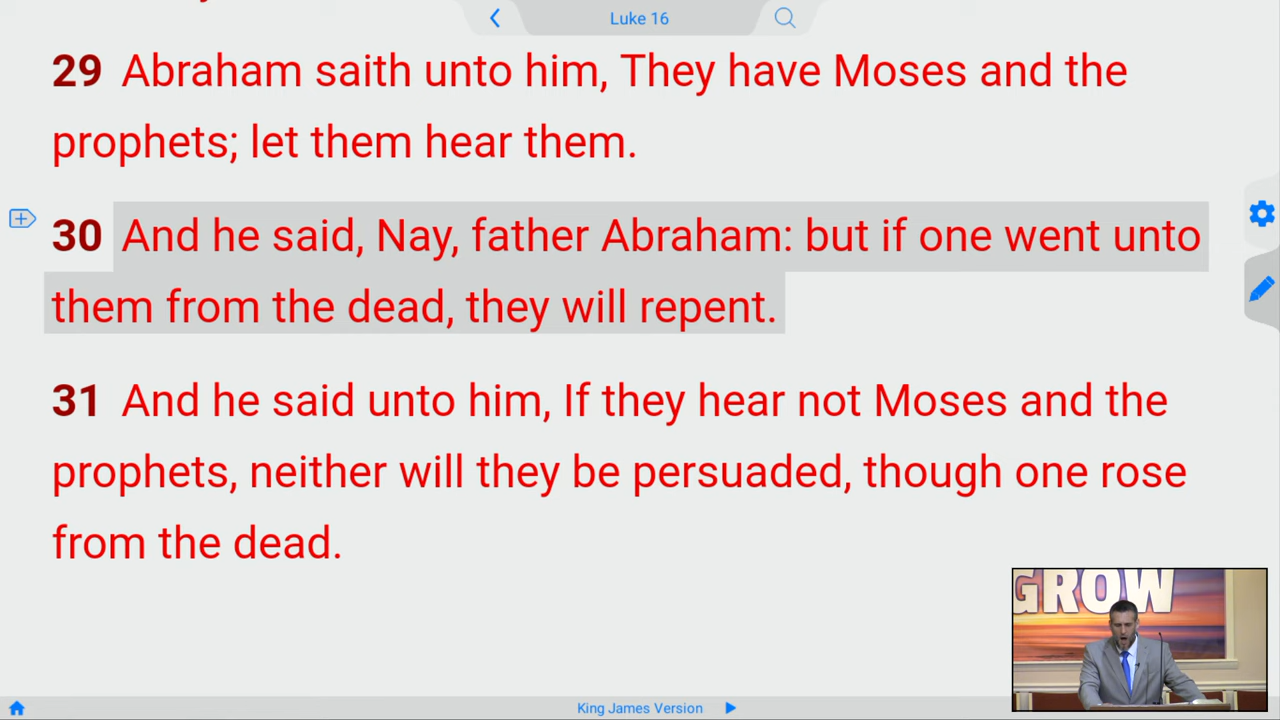 Luke 16
29 Abraham saith unto him, They have Moses and the
prophets; let them hear them.
30 And he said, Nay, father Abraham: but if one went unto
them from the dead, they will repent.
31 And he said unto him, If they hear not Moses and the
prophets, neither will they be persuaded, though one rose
from the dead.
GROW
King James Version